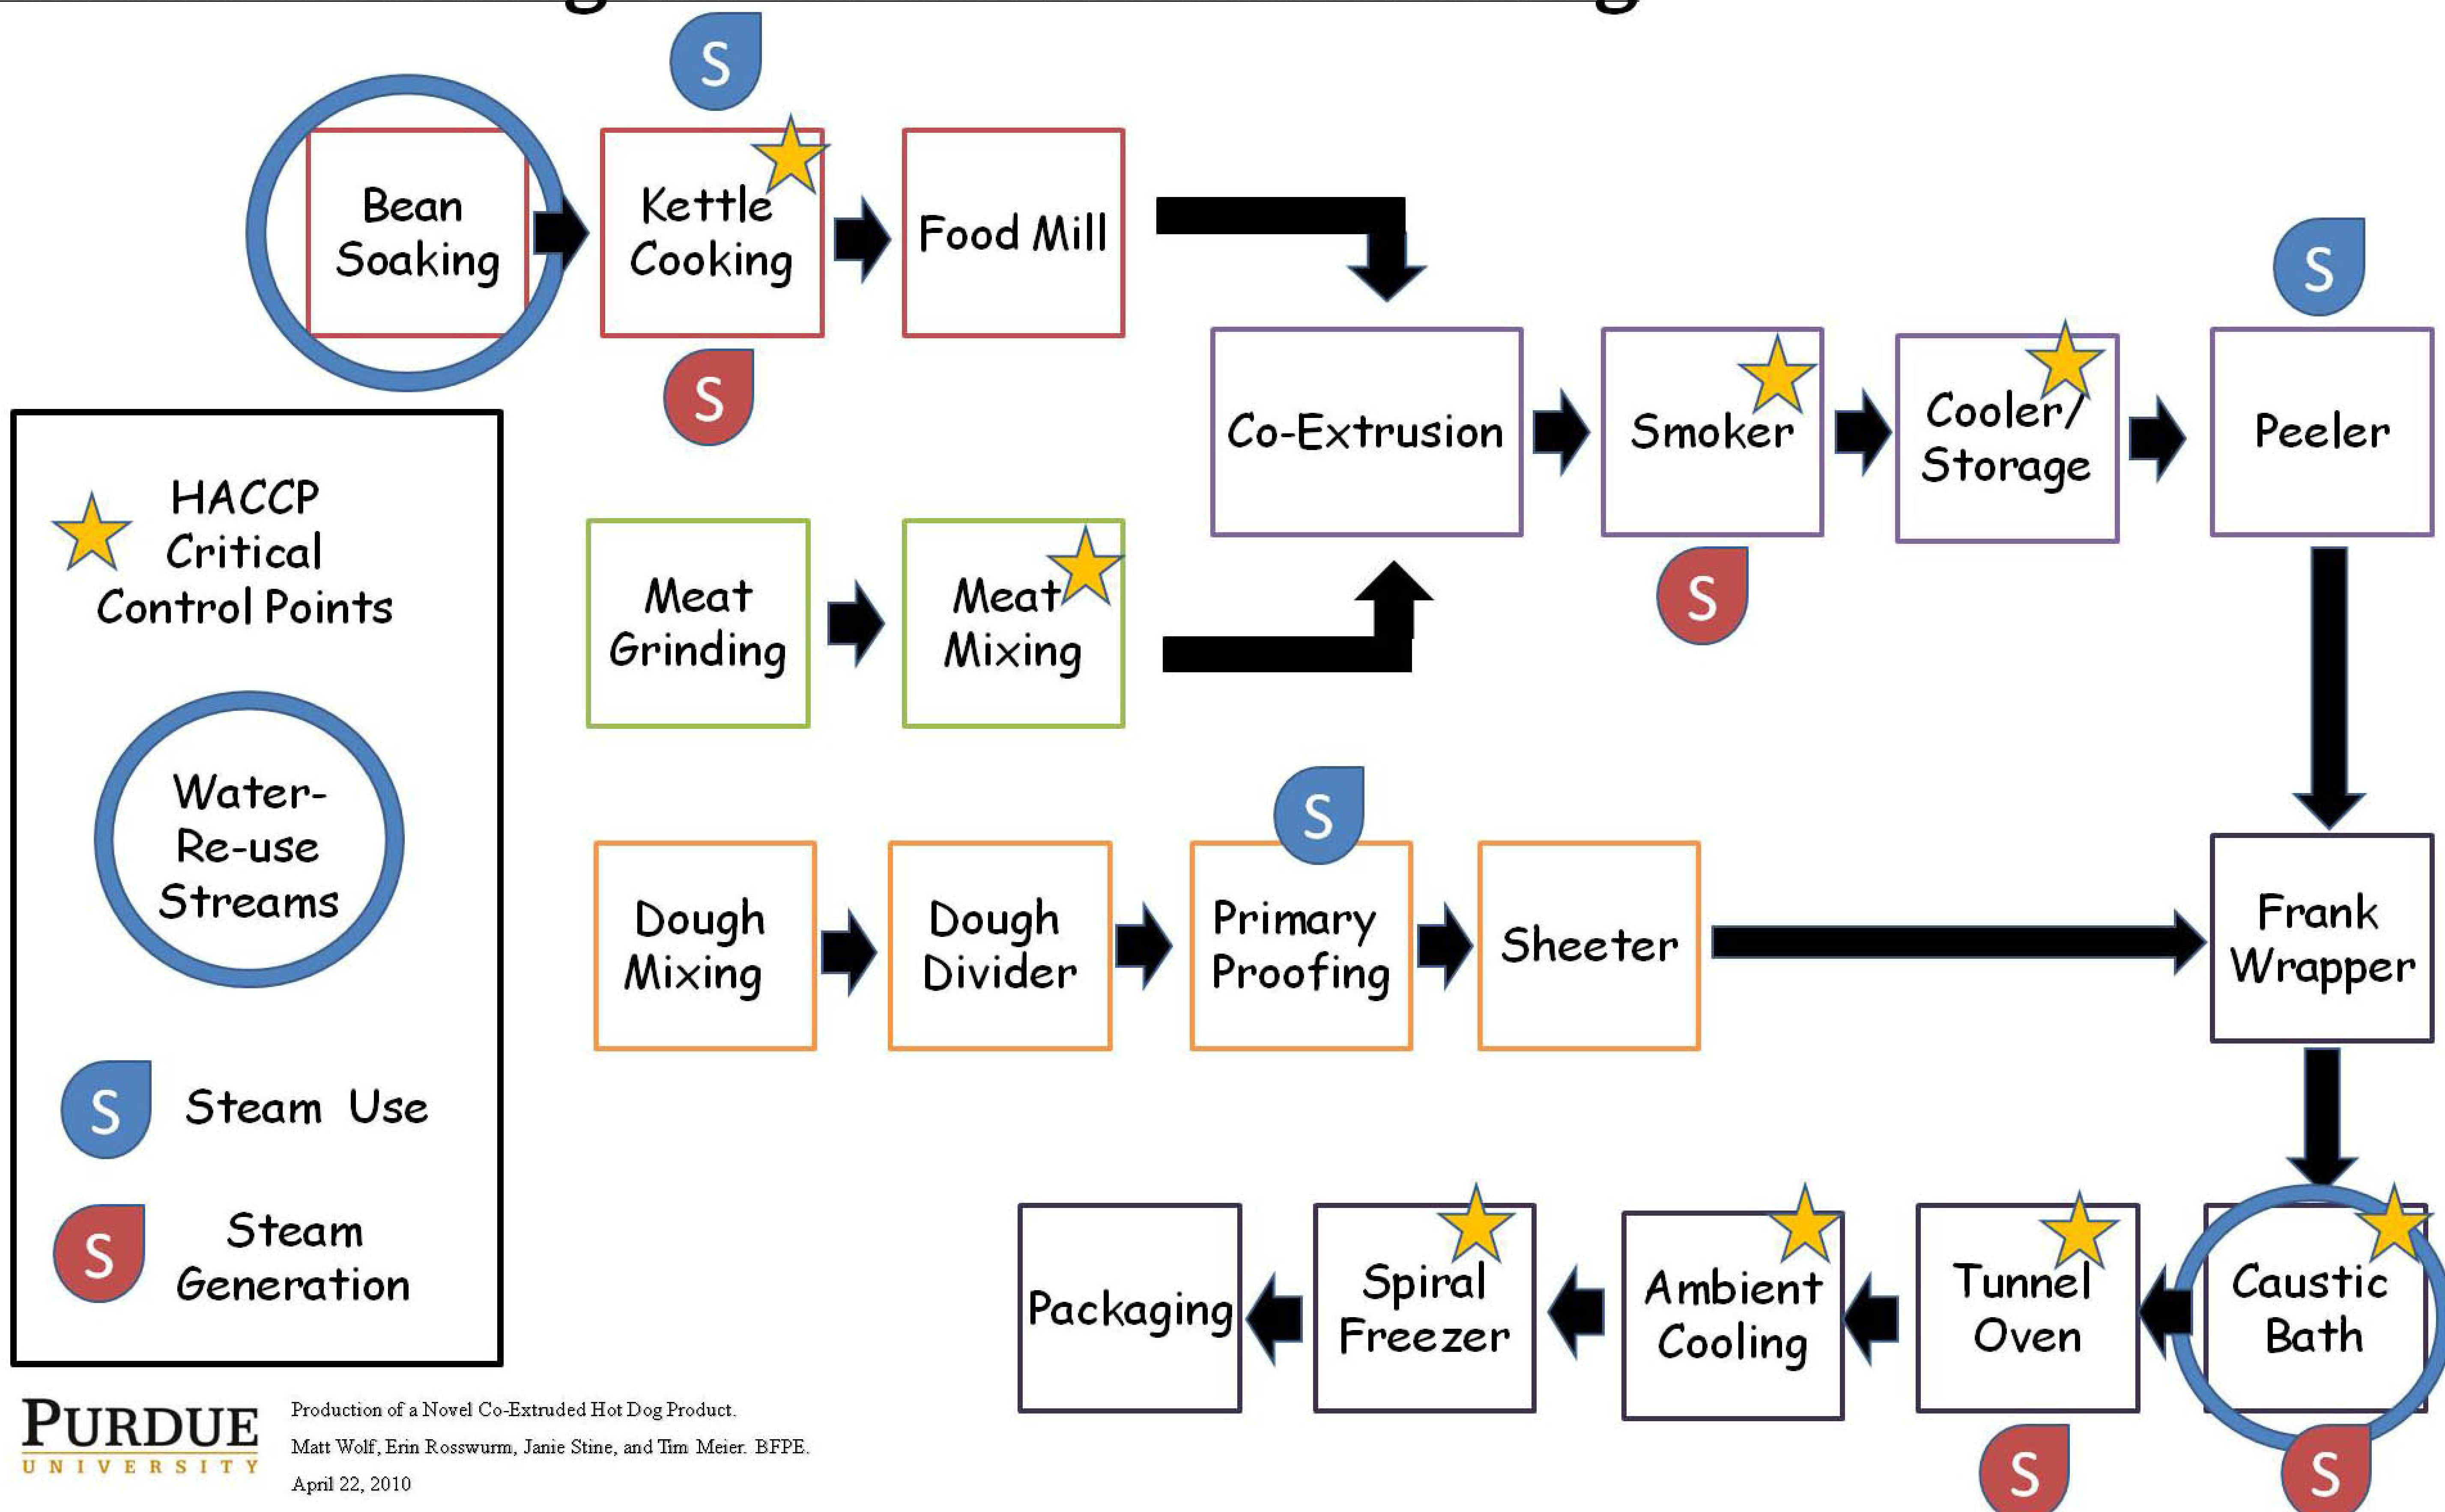 S
Bean
Soaking
Kettle
Cooking
Food Mill
S
S
Co-Extrusion
Smoker
Cooler/
Storage
Peeler
S
Meat
Grinding
Meat
Mixing
HACCP
Critical
Control Points
Water-
Re-use
Streams
S Steam Use
S Steam
Generation
S
Dough
Mixing
Dough
Divider
Primary
Proofing
Sheeter
Frank
Wrapper
Packaging
Spiral
Freezer
Ambient
Cooling
Tunnel
Oven
Caustic
Bath
S
S
PURDUE
UNIVERSITY
Production of a Novel Co-Extruded Hot Dog Product.
Matt Wolf, Erin Rosswurm, Janie Stine, and Tim Meier. BFPE.
April 22, 2010